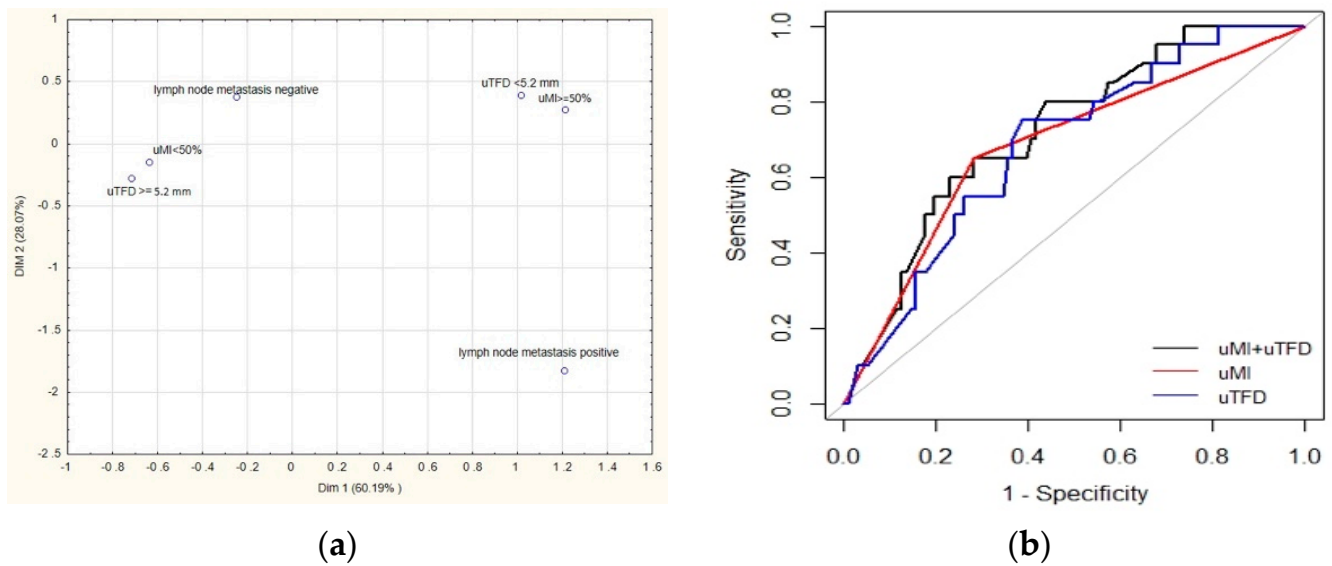 1
0.5
0
-0.5
-1
-1.5
-2
-2.5
DIM 2 (28.07%)
lymph node metastasis negative
uTFD <5.2 mm
uMI>=50%
uMI<50%
uTFD >= 5.2 mm
lymph node metastasis positive
-1 -0.8 -0.6 -0.4 -0.2 0 0.2 0.4 0.6 0.8 1 1.2 1.4 1.6
Dim 1 (60.19% )
(a)
1.0
0.8
0.6
0.4
0.2
0.0
Sensitivity
uMI+uTFD
uMI
uTFD
0.0 0.2 0.4 0.6 0.8 1.0
1 - Specificity
(b)